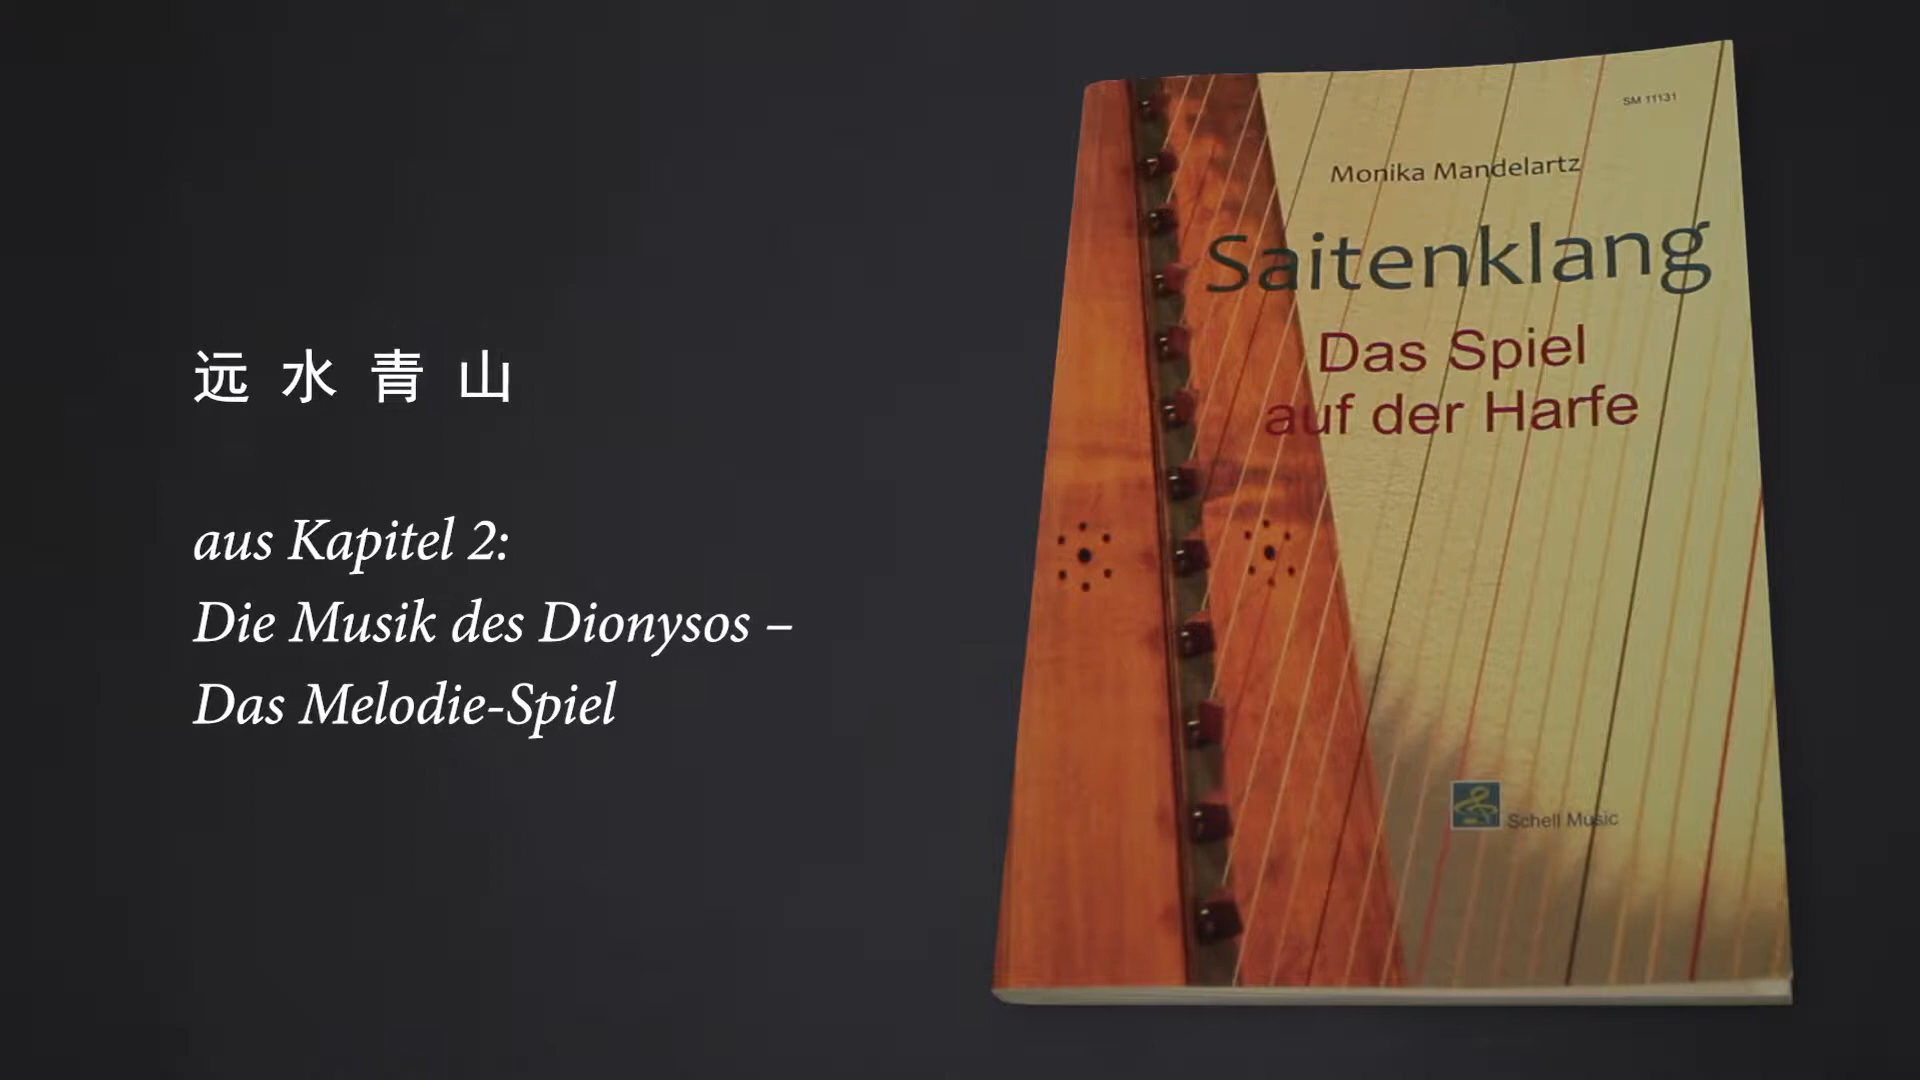 远水青山
aus Kapitel 2:
Die Musik des Dionysos –
Das Melodie-Spiel
SM 11131
Monika Mandelartz
Saitenklang
Das Spiel
auf der Harfe
Schell Music